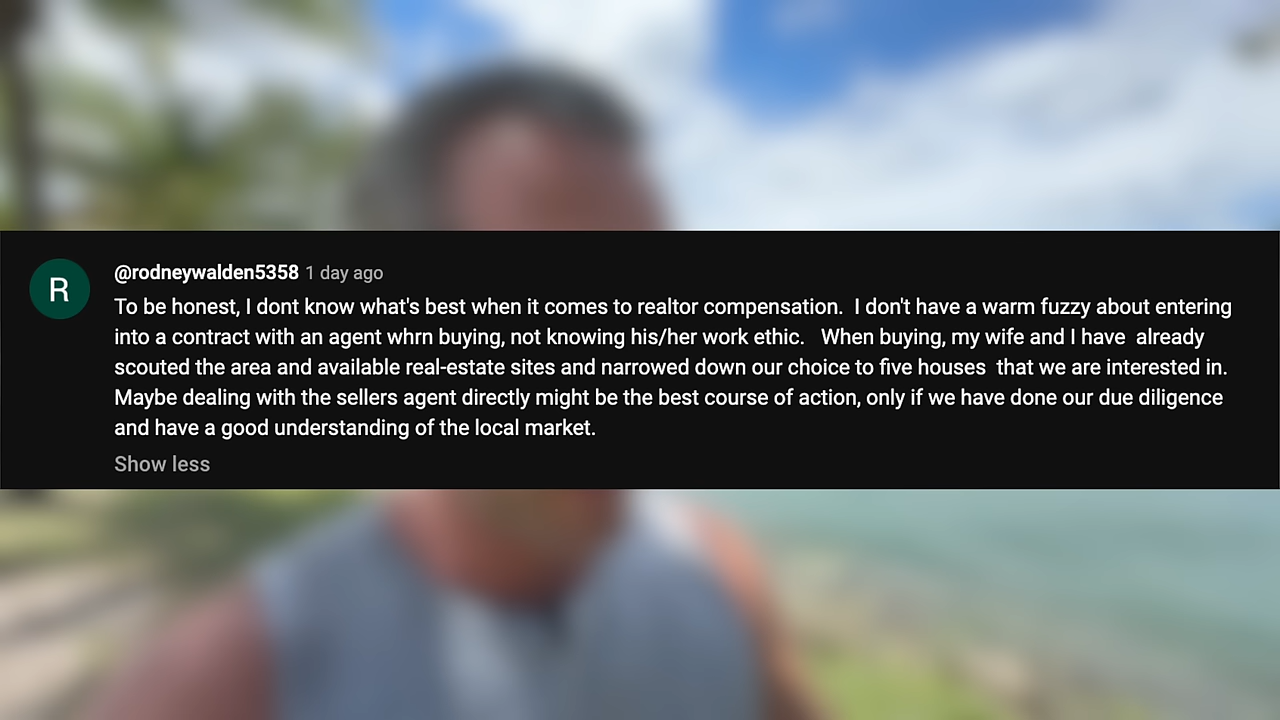 R
@rodneywalden5358 1 day ago
To be honest, I dont know what's best when it comes to realtor compensation.  I don't have a warm fuzzy about entering
into a contract with an agent whrn buying, not knowing his/her work ethic.   When buying, my wife and I have  already
scouted the area and available real-estate sites and narrowed down our choice to five houses  that we are interested in.
Maybe dealing with the sellers agent directly might be the best course of action, only if we have done our due diligence
and have a good understanding of the local market.
Show less